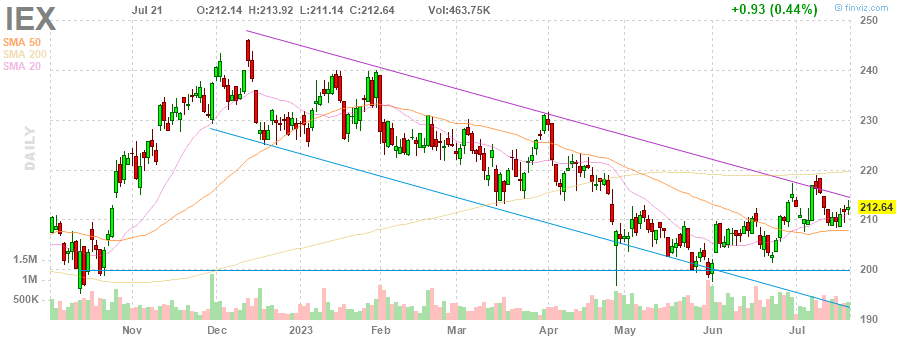 IEX Jul 21 O:212.14 H:213.92 L:211.14 C:212.64 Vol:463.75K +0.93 (0.44%) © finviz.com
SMA 50
SMA 200
SMA 20
DAILY
250
240
230
220
212.64
210
200
190
1.5M
1M
500K
Nov Dec 2023 Feb Mar Apr May Jun Jul